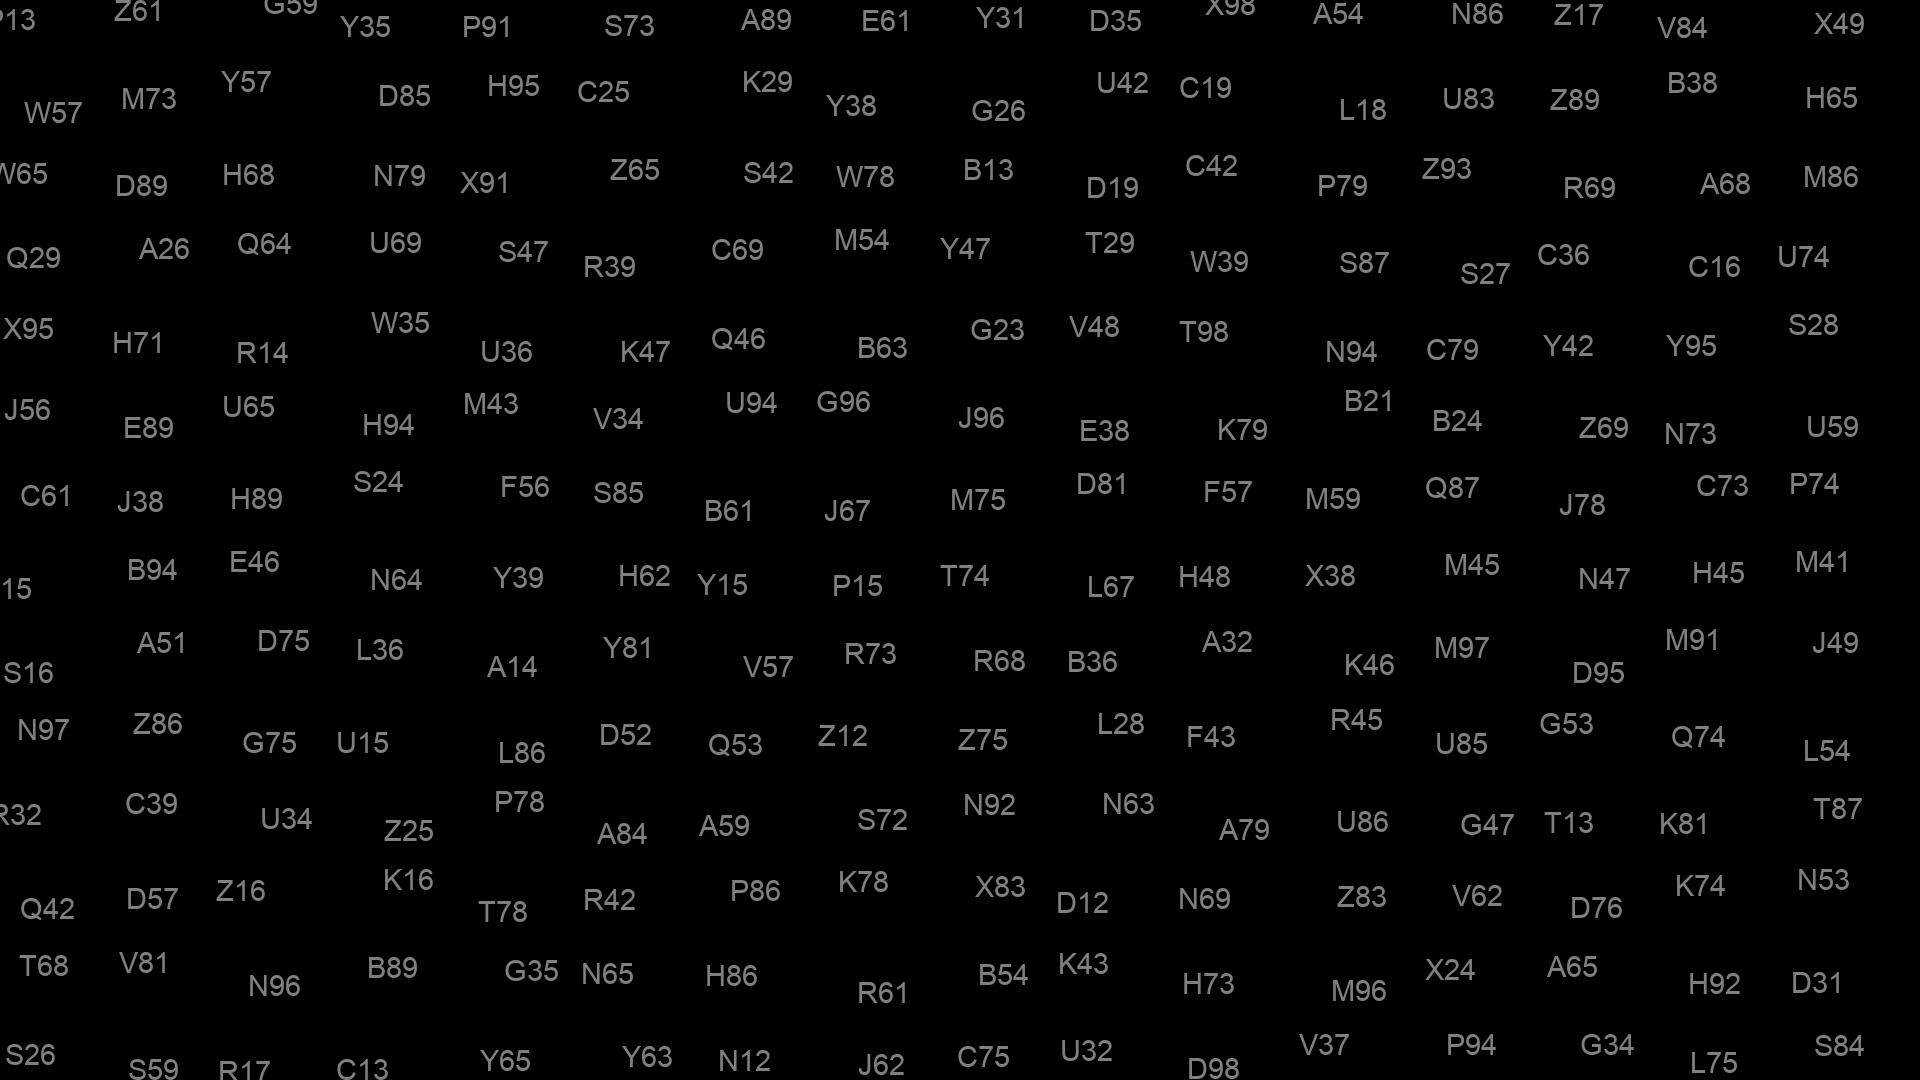 Z61 G59 Y35 P91 S73 A89 E61 Y31 D35 X98 A54 N86 Z17 V84 X49
W57 M73 Y57 D85 H95 C25 K29 Y38 G26 U42 C19 L18 U83 Z89 B38 H65
W65 D89 H68 N79 X91 Z65 S42 W78 B13 D19 C42 P79 Z93 R69 A68 M86
Q29 A26 Q64 U69 S47 R39 C69 M54 Y47 T29 W39 S87 S27 C36 C16 U74
X95 H71 R14 W35 U36 K47 Q46 B63 G23 V48 T98 N94 C79 Y42 Y95 S28
J56 E89 U65 H94 M43 V34 U94 G96 J96 E38 K79 B21 B24 Z69 N73 U59
C61 J38 H89 S24 F56 S85 B61 J67 M75 D81 F57 M59 Q87 J78 C73 P74
15 B94 E46 N64 Y39 H62 Y15 P15 T74 L67 H48 X38 M45 N47 H45 M41
S16 A51 D75 L36 A14 Y81 V57 R73 R68 B36 A32 K46 M97 D95 M91 J49
N97 Z86 G75 U15 L86 D52 Q53 Z12 Z75 L28 F43 R45 U85 G53 Q74 L54
R32 C39 U34 Z25 P78 A84 A59 S72 N92 N63 A79 U86 G47 T13 K81 T87
Q42 D57 Z16 K16 T78 R42 P86 K78 X83 D12 N69 Z83 V62 D76 K74 N53
T68 V81 N96 B89 G35 N65 H86 R61 B54 K43 H73 M96 X24 A65 H92 D31
S26 S59 R17 C13 Y65 Y63 N12 J62 C75 U32 D98 V37 P94 G34 L75 S84